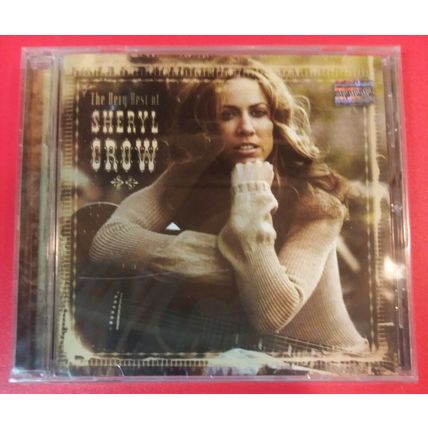 The Very Best of
SHERYL
CROW